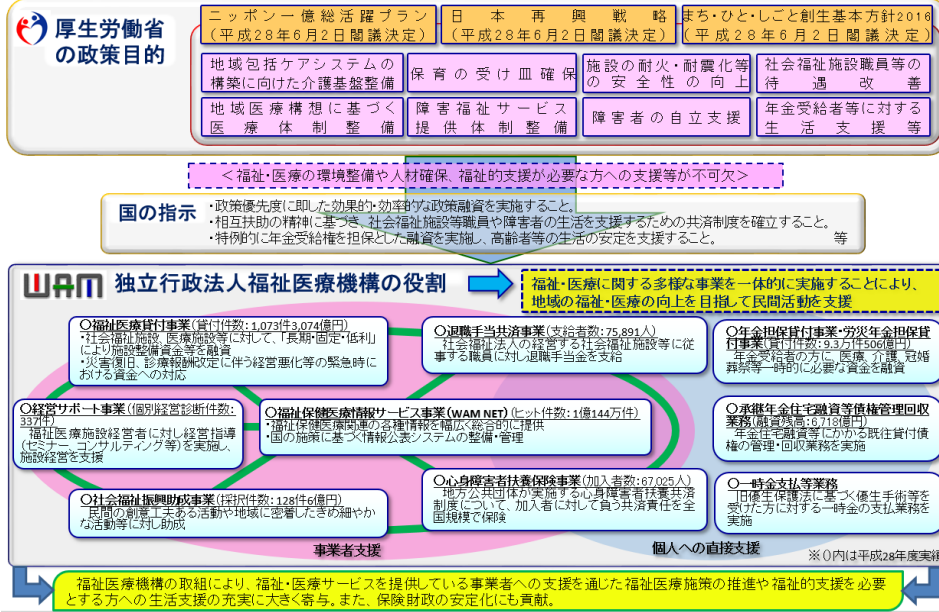 厚生労働省
の政策目的
ニッポン一億総活躍プラン
(平成28年6月2日閣議決定)
日本再興戦略
(平成28年6月2日閣議決定)
まち・ひと・しごと創生基本方針2016
(平成28年6月2日閣議決定)
地域包括ケアシステムの
構築に向けた介護基盤整備
保育の受け皿確保
施設の耐火・耐震化等
の安全性の向上
社会福祉施設職員等の
待遇改善
地域医療構想に基づく
医療体制整備
障害福祉サービス
提供体制整備
障害者の自立支援
年金受給者等に対する
生活支援等
<福祉・医療の環境整備や人材確保、福祉的支援が必要な方への支援等が不可欠>
国の指示
・政策優先度に即した効果的・効率的な政策融資を実施すること。
・相互扶助の精神に基づき、社会福祉施設等職員や障害者の生活を支援するための共済制度を確立すること。
・特例的に年金受給権を担保とした融資を実施し、高齢者等の生活の安定を支援すること。 等
WAM 独立行政法人福祉医療機構の役割
福祉・医療に関する多様な事業を一体的に実施することにより、
地域の福祉・医療の向上を目指して民間活動を支援
○福祉医療貸付事業(貸付件数:1,073件3,074億円)
・社会福祉施設、医療施設等に対して、「長期・固定・低利」
により施設整備資金等を融資
・災害復旧、診療報酬改定に伴う経営悪化等の緊急時に
おける資金への対応
○退職手当共済事業(支給者数:75,891人)
社会福祉法人の経営する社会福祉施設等に従
事する職員に対し退職手当金を支給
○年金担保貸付事業・労災年金担保貸
付事業(貸付件数:9.3万件506億円)
年金受給者の方に、医療、介護、冠婚
葬祭等一時的に必要な資金を融資
○経営サポート事業(個別経営診断件数:
337件)
福祉医療施設経営者に対し経営指導
(セミナー、コンサルティング等)を実施し、
施設経営を支援
○福祉保健医療情報サービス事業(WAM NET)(ヒット件数:1億144万件)
・福祉保健医療関連の各種情報を幅広く総合的に提供
・国の施策に基づく情報公表システムの整備・管理
○承継年金住宅融資等債権管理回収
業務(融資残高:6,718億円)
年金住宅融資等にかかる既往貸付債
権の管理・回収業務を実施
○社会福祉振興助成事業(採択件数:128件6億円)
民間の創意工夫ある活動や地域に密着したきめ細やか
な活動等に対し助成
○心身障害者扶養保険事業(加入者数:67,025人)
地方公共団体が実施する心身障害者扶養共済
制度について、加入者に対して負う共済責任を全
国規模で保険
○一時金支払等業務
旧優生保護法に基づく優生手術等を
受けた方に対する一時金の支払業務を
実施
事業者支援
個人への直接支援
※()内は平成28年度実績
福祉医療機構の取組により、福祉・医療サービスを提供している事業者への支援を通じた福祉医療施策の推進や福祉的支援を必要
とする方への生活支援の充実に大きく寄与。また、保険財政の安定化にも貢献。